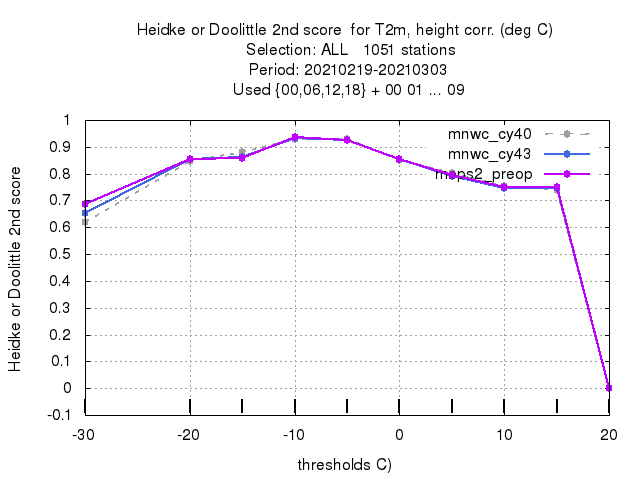 Heidke or Doolittle 2nd score for T2m, height corr. (deg C)
Selection: ALL 1051 stations
Period: 20210219-20210303
Used {00,06,12,18} + 00 01 ... 09
mnwc_cy40
mnwc_cy43
Heidke or Doolittle 2nd score
1
0.9
0.8
0.7
0.6
0.5
0.4
0.3
0.2
0.1
0
-0.1
-30
-20
-10
0
10
20
thresholds C)